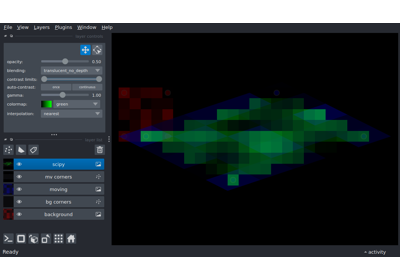 File View Layers Plugins Window Help
opacity: 0.50
blending: translucent_no_depth
contrast limits:
auto-contrast: once continuous
gamma: 1.00
colormap: green
interpolation: nearest
scipy
mv corners
moving
bg corners
background
Ready
activity